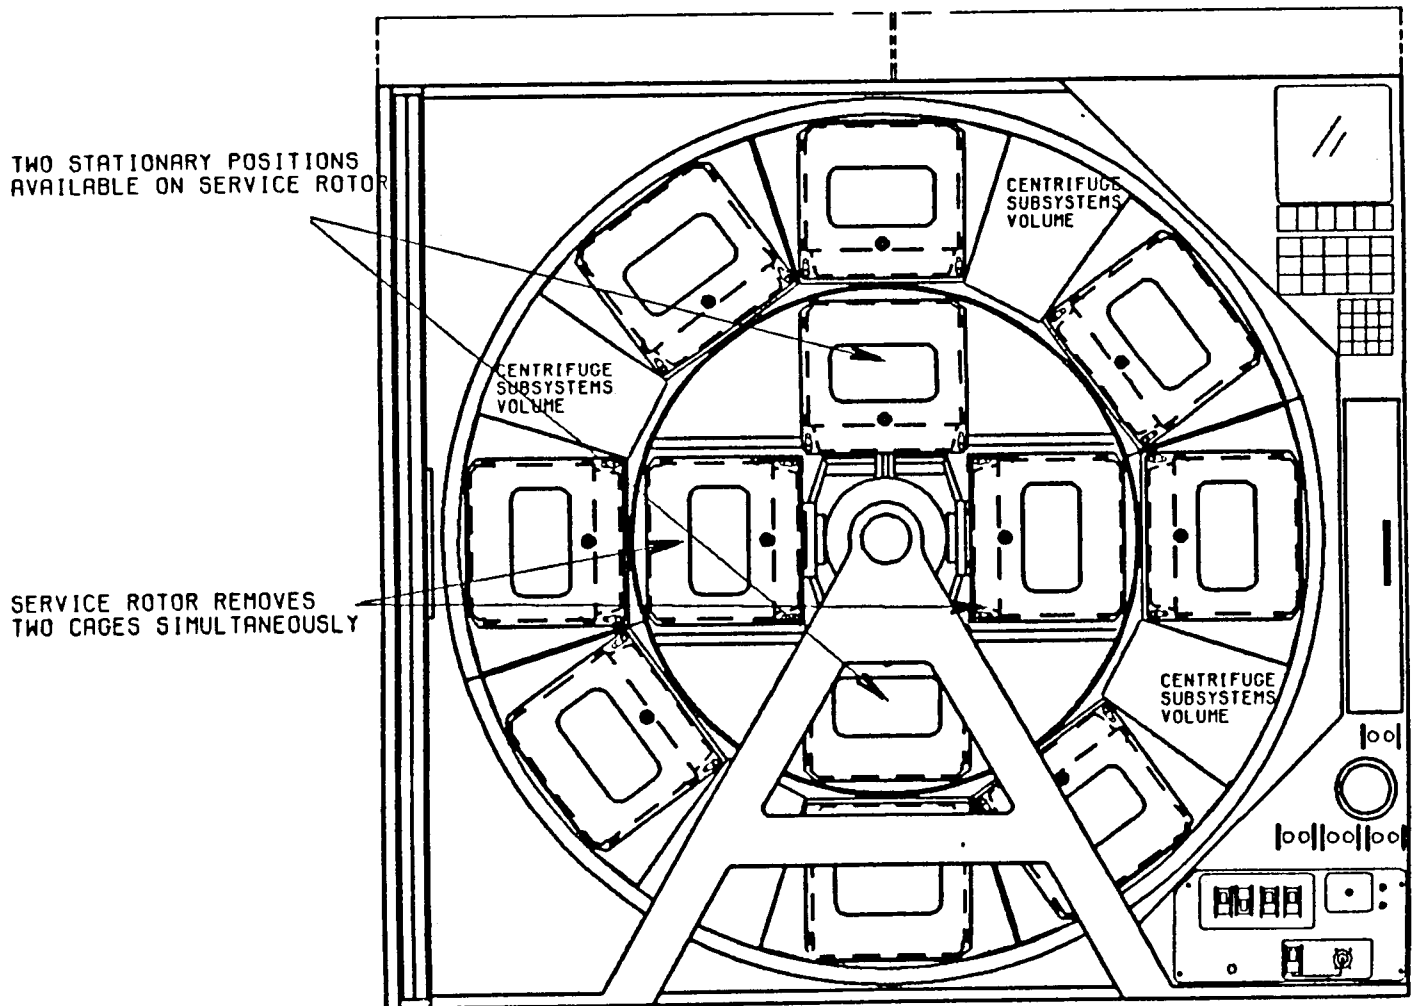 TWO STATIONARY POSITIONS
AVAILABLE ON SERVICE ROTOR
CENTRIFUGE
SUBSYSTEMS
VOLUME
CENTRIFUGE
SUBSYSTEMS
VOLUME
SERVICE ROTOR REMOVES
TWO CAGES SIMULTANEOUSLY
CENTRIFUGE
SUBSYSTEMS
VOLUME